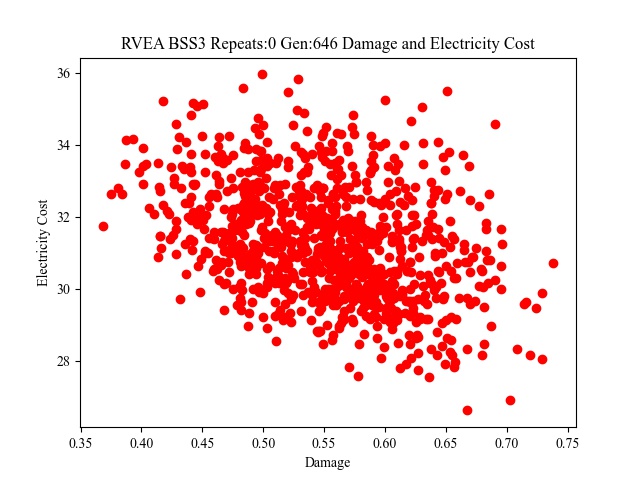 RVEA BSS3 Repeats:0 Gen:646 Damage and Electricity Cost
36
34
32
30
28
Electricity Cost
0.35 0.40 0.45 0.50 0.55 0.60 0.65 0.70 0.75
Damage